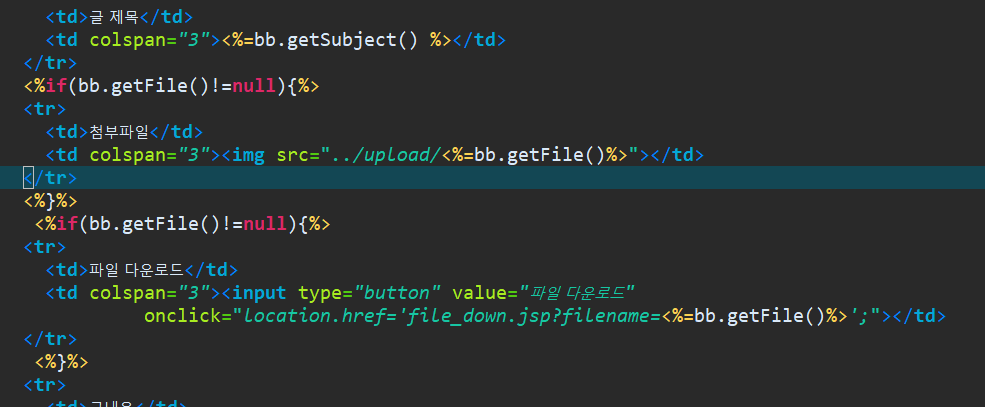 <td>글 제목</td>
<td colspan="3"><%=bb.getSubject() %></td>
</tr>
<%if(bb.getFile()!=null){%>
<tr>
<td>첨부파일</td>
<td colspan="3"><img src="../upload/<%=bb.getFile()%>"></td>
</tr>
<%}%>
<%if(bb.getFile()!=null){%>
<tr>
<td>파일 다운로드</td>
<td colspan="3"><input type="button" value="파일 다운로드"
onclick="location.href='file_down.jsp?filename=<%=bb.getFile()%>';"></td>
</tr>
<%}%>
<tr>